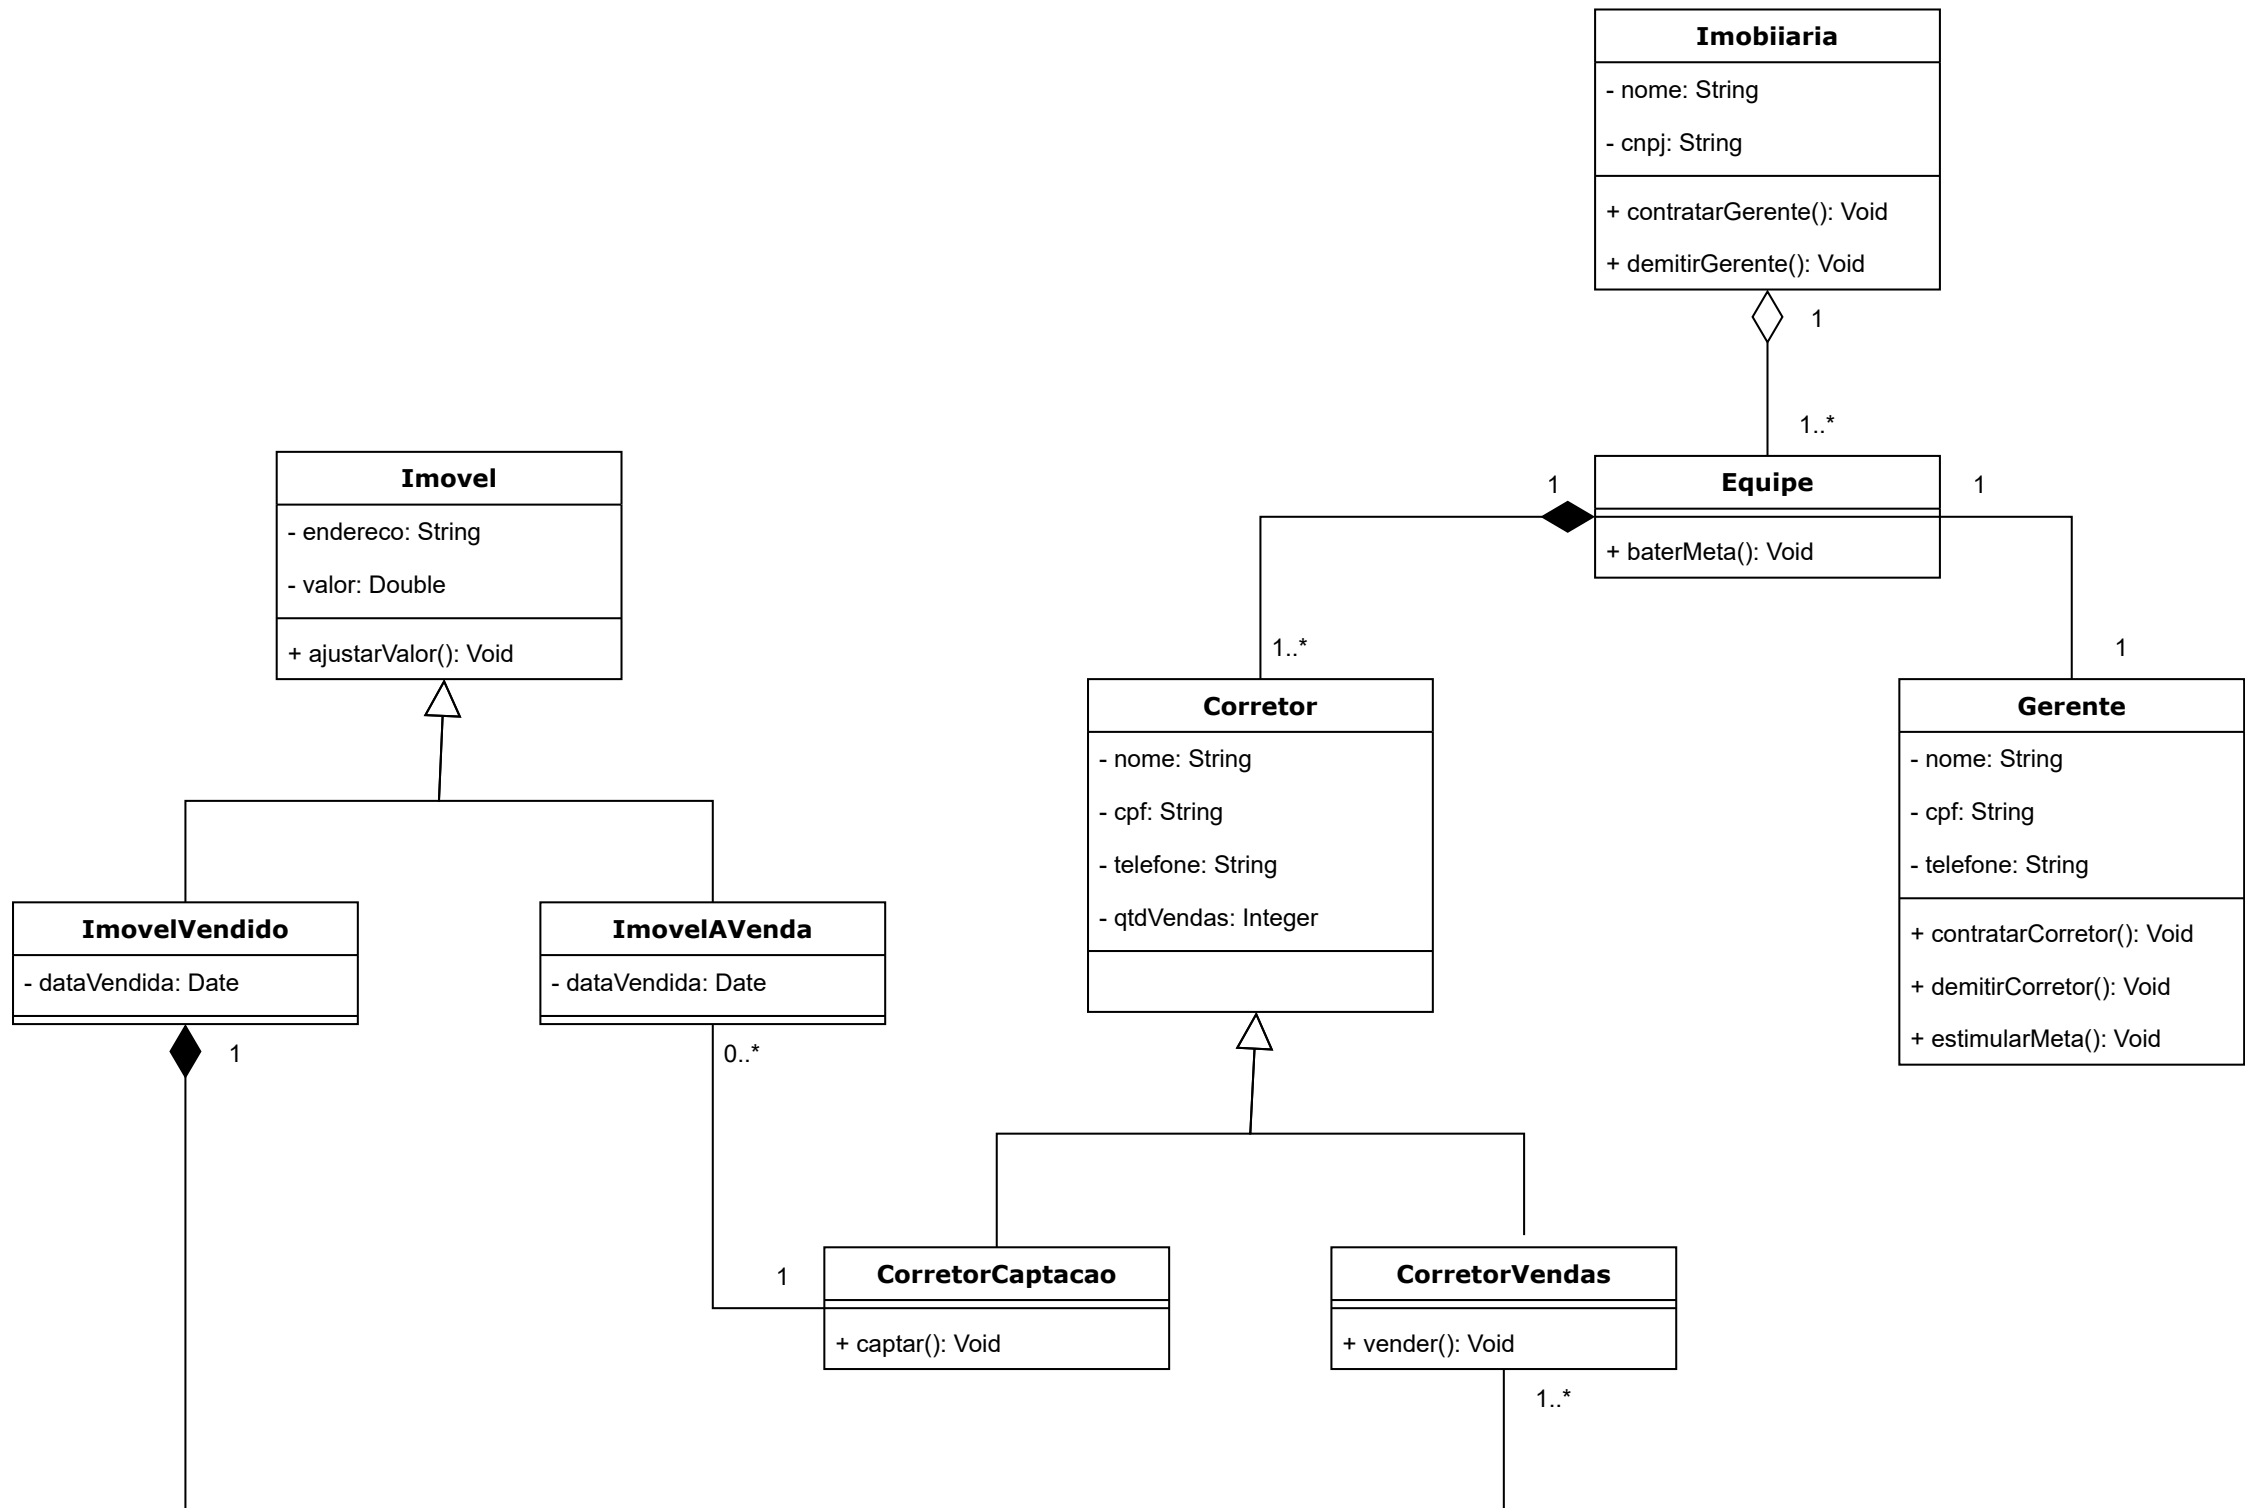 Imobiiaria
- nome: String
- cnpj: String
+ contratarGerente(): Void
+ demitirGerente(): Void
1
1..*
Equipe
+ baterMeta(): Void
1
1
1..*
1
Imovel
- endereco: String
- valor: Double
+ ajustarValor(): Void
Corretor
- nome: String
- cpf: String
- telefone: String
- qtdVendas: Integer
Gerente
- nome: String
- cpf: String
- telefone: String
+ contratarCorretor(): Void
+ demitirCorretor(): Void
+ estimularMeta(): Void
ImovelVendido
- dataVendida: Date
1
ImovelAVenda
- dataVendida: Date
0..*
1
CorretorCaptacao
+ captar(): Void
CorretorVendas
+ vender(): Void
1..*